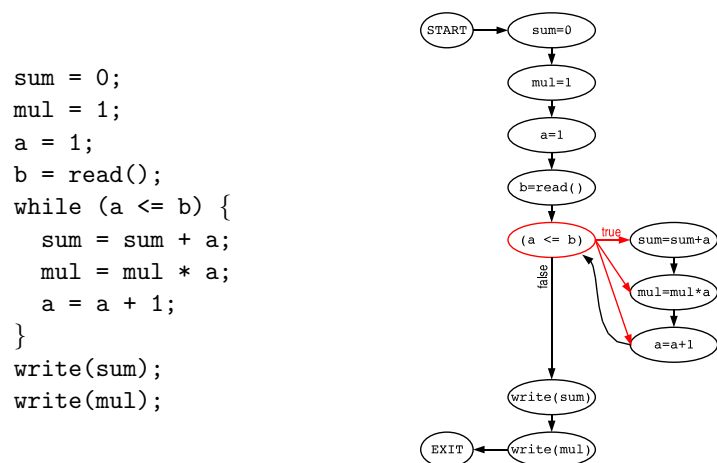 sum = 0;
mul = 1;
a = 1;
b = read();
while (a <= b) {
  sum = sum + a;
  mul = mul * a;
  a = a + 1;
}
write(sum);
write(mul);
START
sum=0
mul=1
a=1
b=read()
(a <= b)
true
sum=sum+a
false
mul=mul*a
a=a+1
write(sum)
EXIT
write(mul)